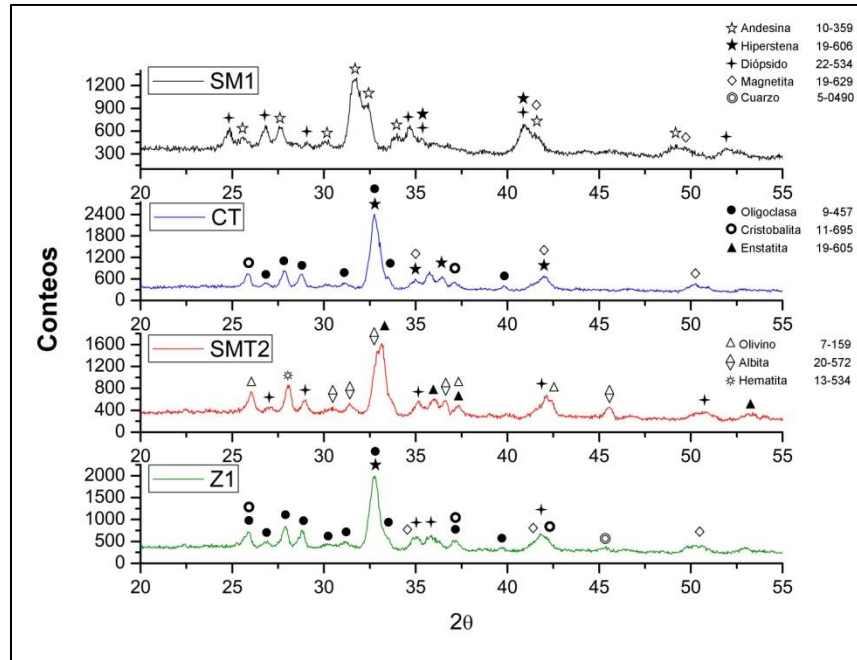 Conteos
SM1
1200
900
600
300
20 25 30 35 40 45 50 55
Andesina 10-359
Hiperstena 19-606
Diópsido 22-534
Magnetita 19-629
Cuarzo 5-0490
CT
2400
1800
1200
600
0
20 25 30 35 40 45 50 55
Oligoclasa 9-457
Cristobalita 11-695
Enstatita 19-605
SMT2
1600
1200
800
400
0
20 25 30 35 40 45 50 55
Olivino 7-159
Albita 20-572
Hematita 13-534
Z1
2000
1500
1000
500
0
20 25 30 35 40 45 50 55
2θ